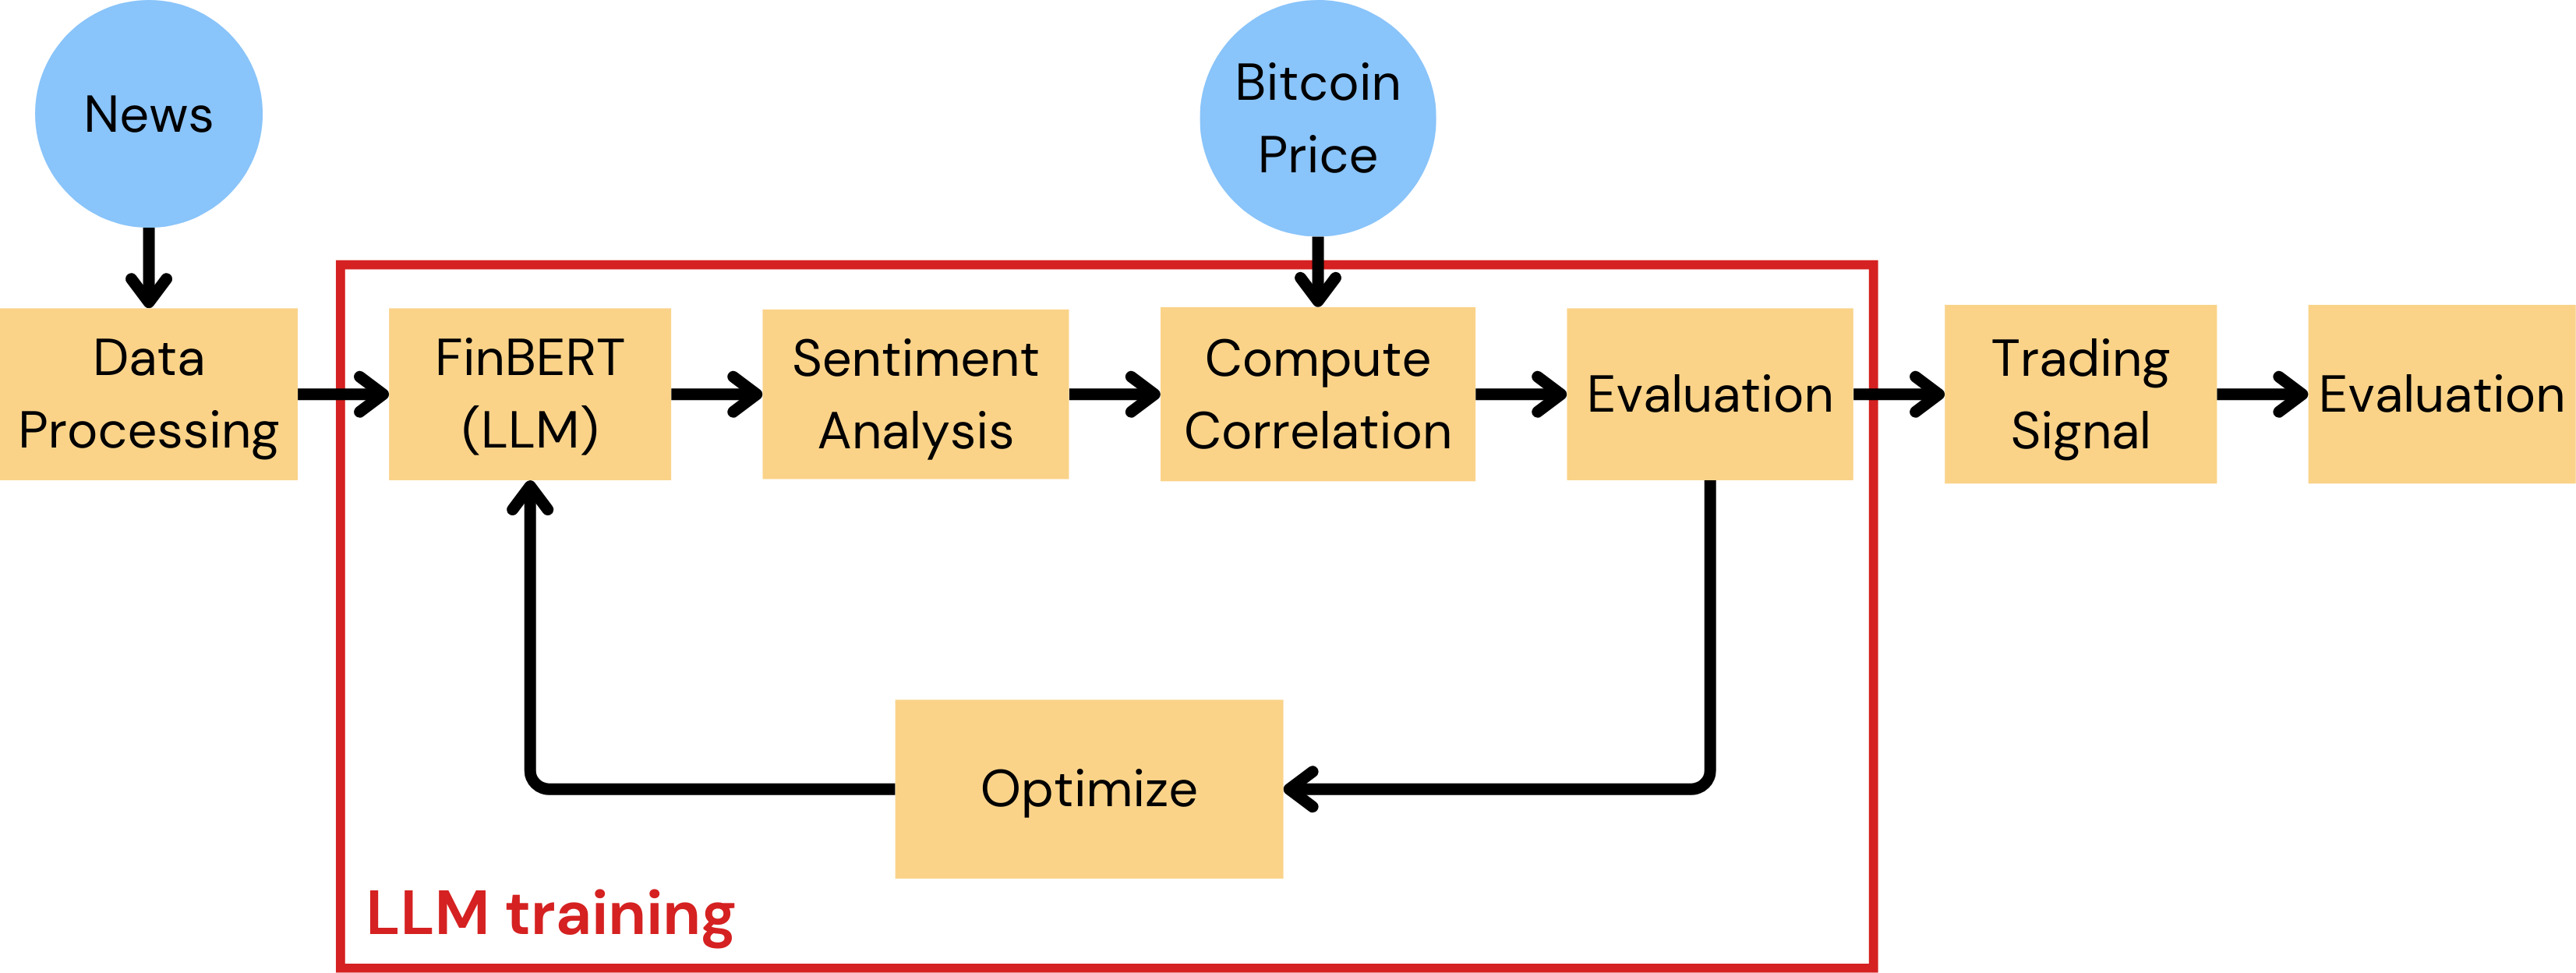 News
Bitcoin
Price
Data
Processing
FinBERT
(LLM)
Sentiment
Analysis
Compute
Correlation
Evaluation
Trading
Signal
Evaluation
Optimize
LLM training